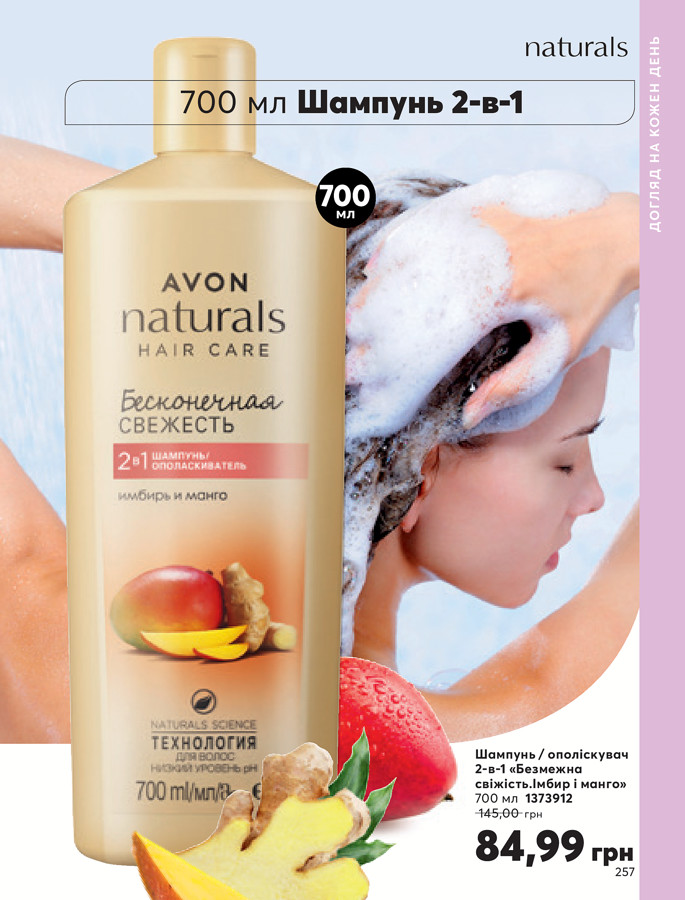 naturals
700 мл Шампунь 2-в-1
ДОГЛЯД НА КОЖЕН ДЕНЬ
700
мл
AVON
naturals
HAIR CARE
Бесконечная
СВЕЖЕСТЬ
2в1 ШАМПУНЬ/
ОПОЛАСКИВАТЕЛЬ
имбирь и манго
NATURALS SCIENCE
ТЕХНОЛОГИЯ
ДЛЯ ВОЛОС
НИЗКИЙ УРОВЕНЬ pH
700 ml/мл/
Шампунь / ополіскувач
2-в-1 «Безмежна
свіжість.Імбир і манго»
700 мл 1373912
145,00 грн
84,99 грн
257